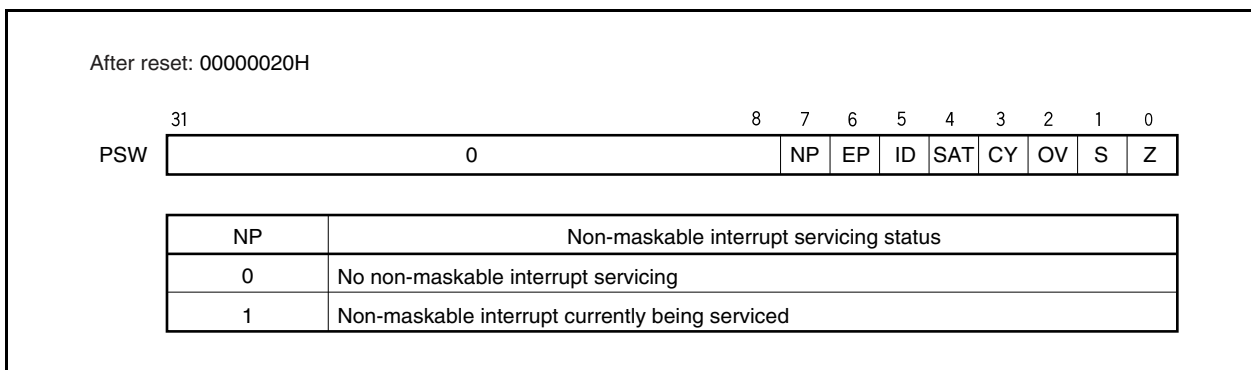 After reset: 00000020H
31 8 7 6 5 4 3 2 1 0
PSW 0 NP EP ID SAT CY OV S Z
NP Non-maskable interrupt servicing status
0 No non-maskable interrupt servicing
1 Non-maskable interrupt currently being serviced